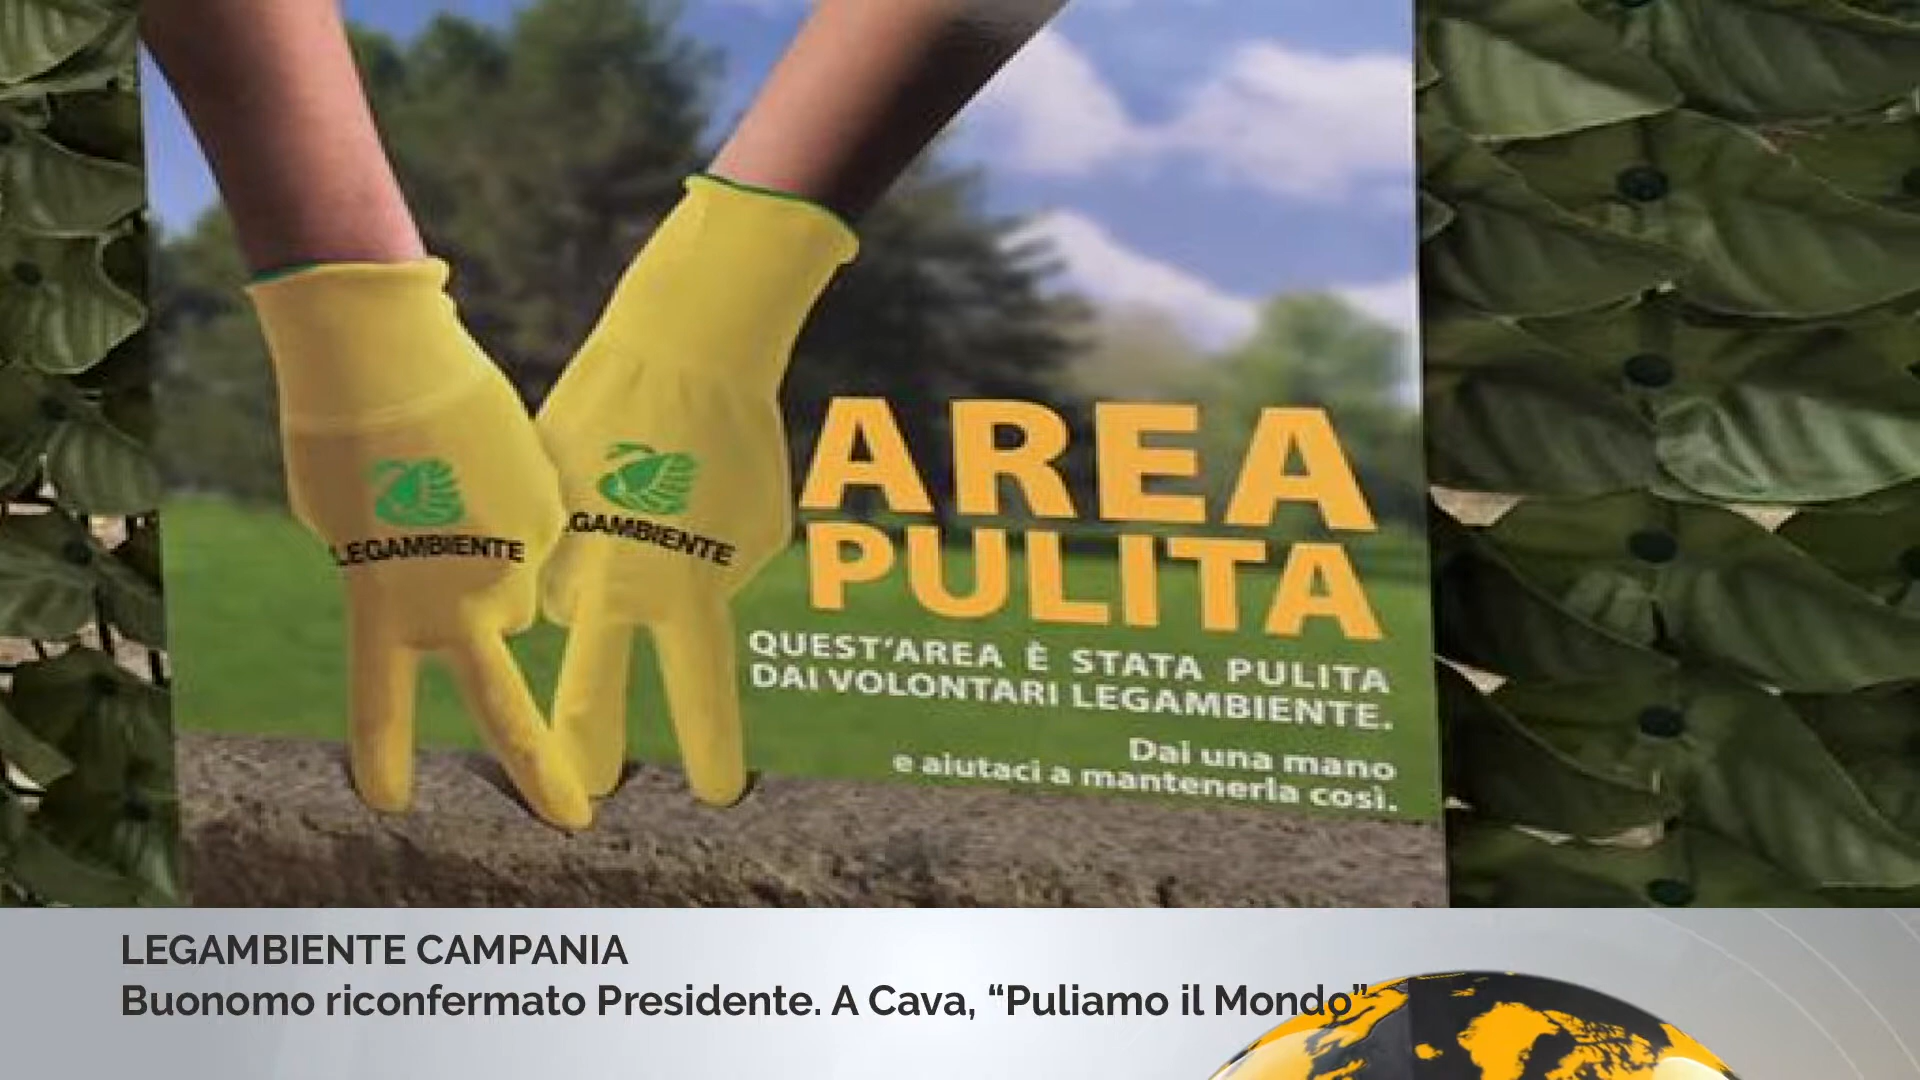 LEGAMBIENTE
GAMBIENTE
AREA
PULITA
QUEST'AREA È STATA PULITA
DAI VOLONTARI LEGAMBIENTE.
Dai una mano
e aiutaci a mantenerla così.
LEGAMBIENTE CAMPANIA
Buonomo riconfermato Presidente. A Cava, “Puliamo il Mondo”